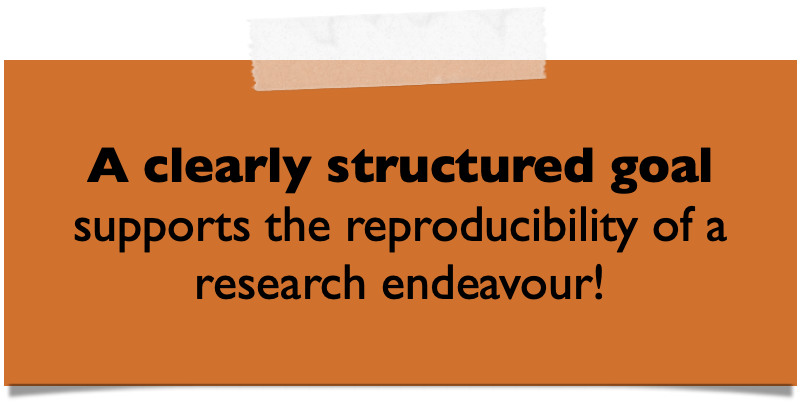 A clearly structured goal
supports the reproducibility of a
research endeavour!